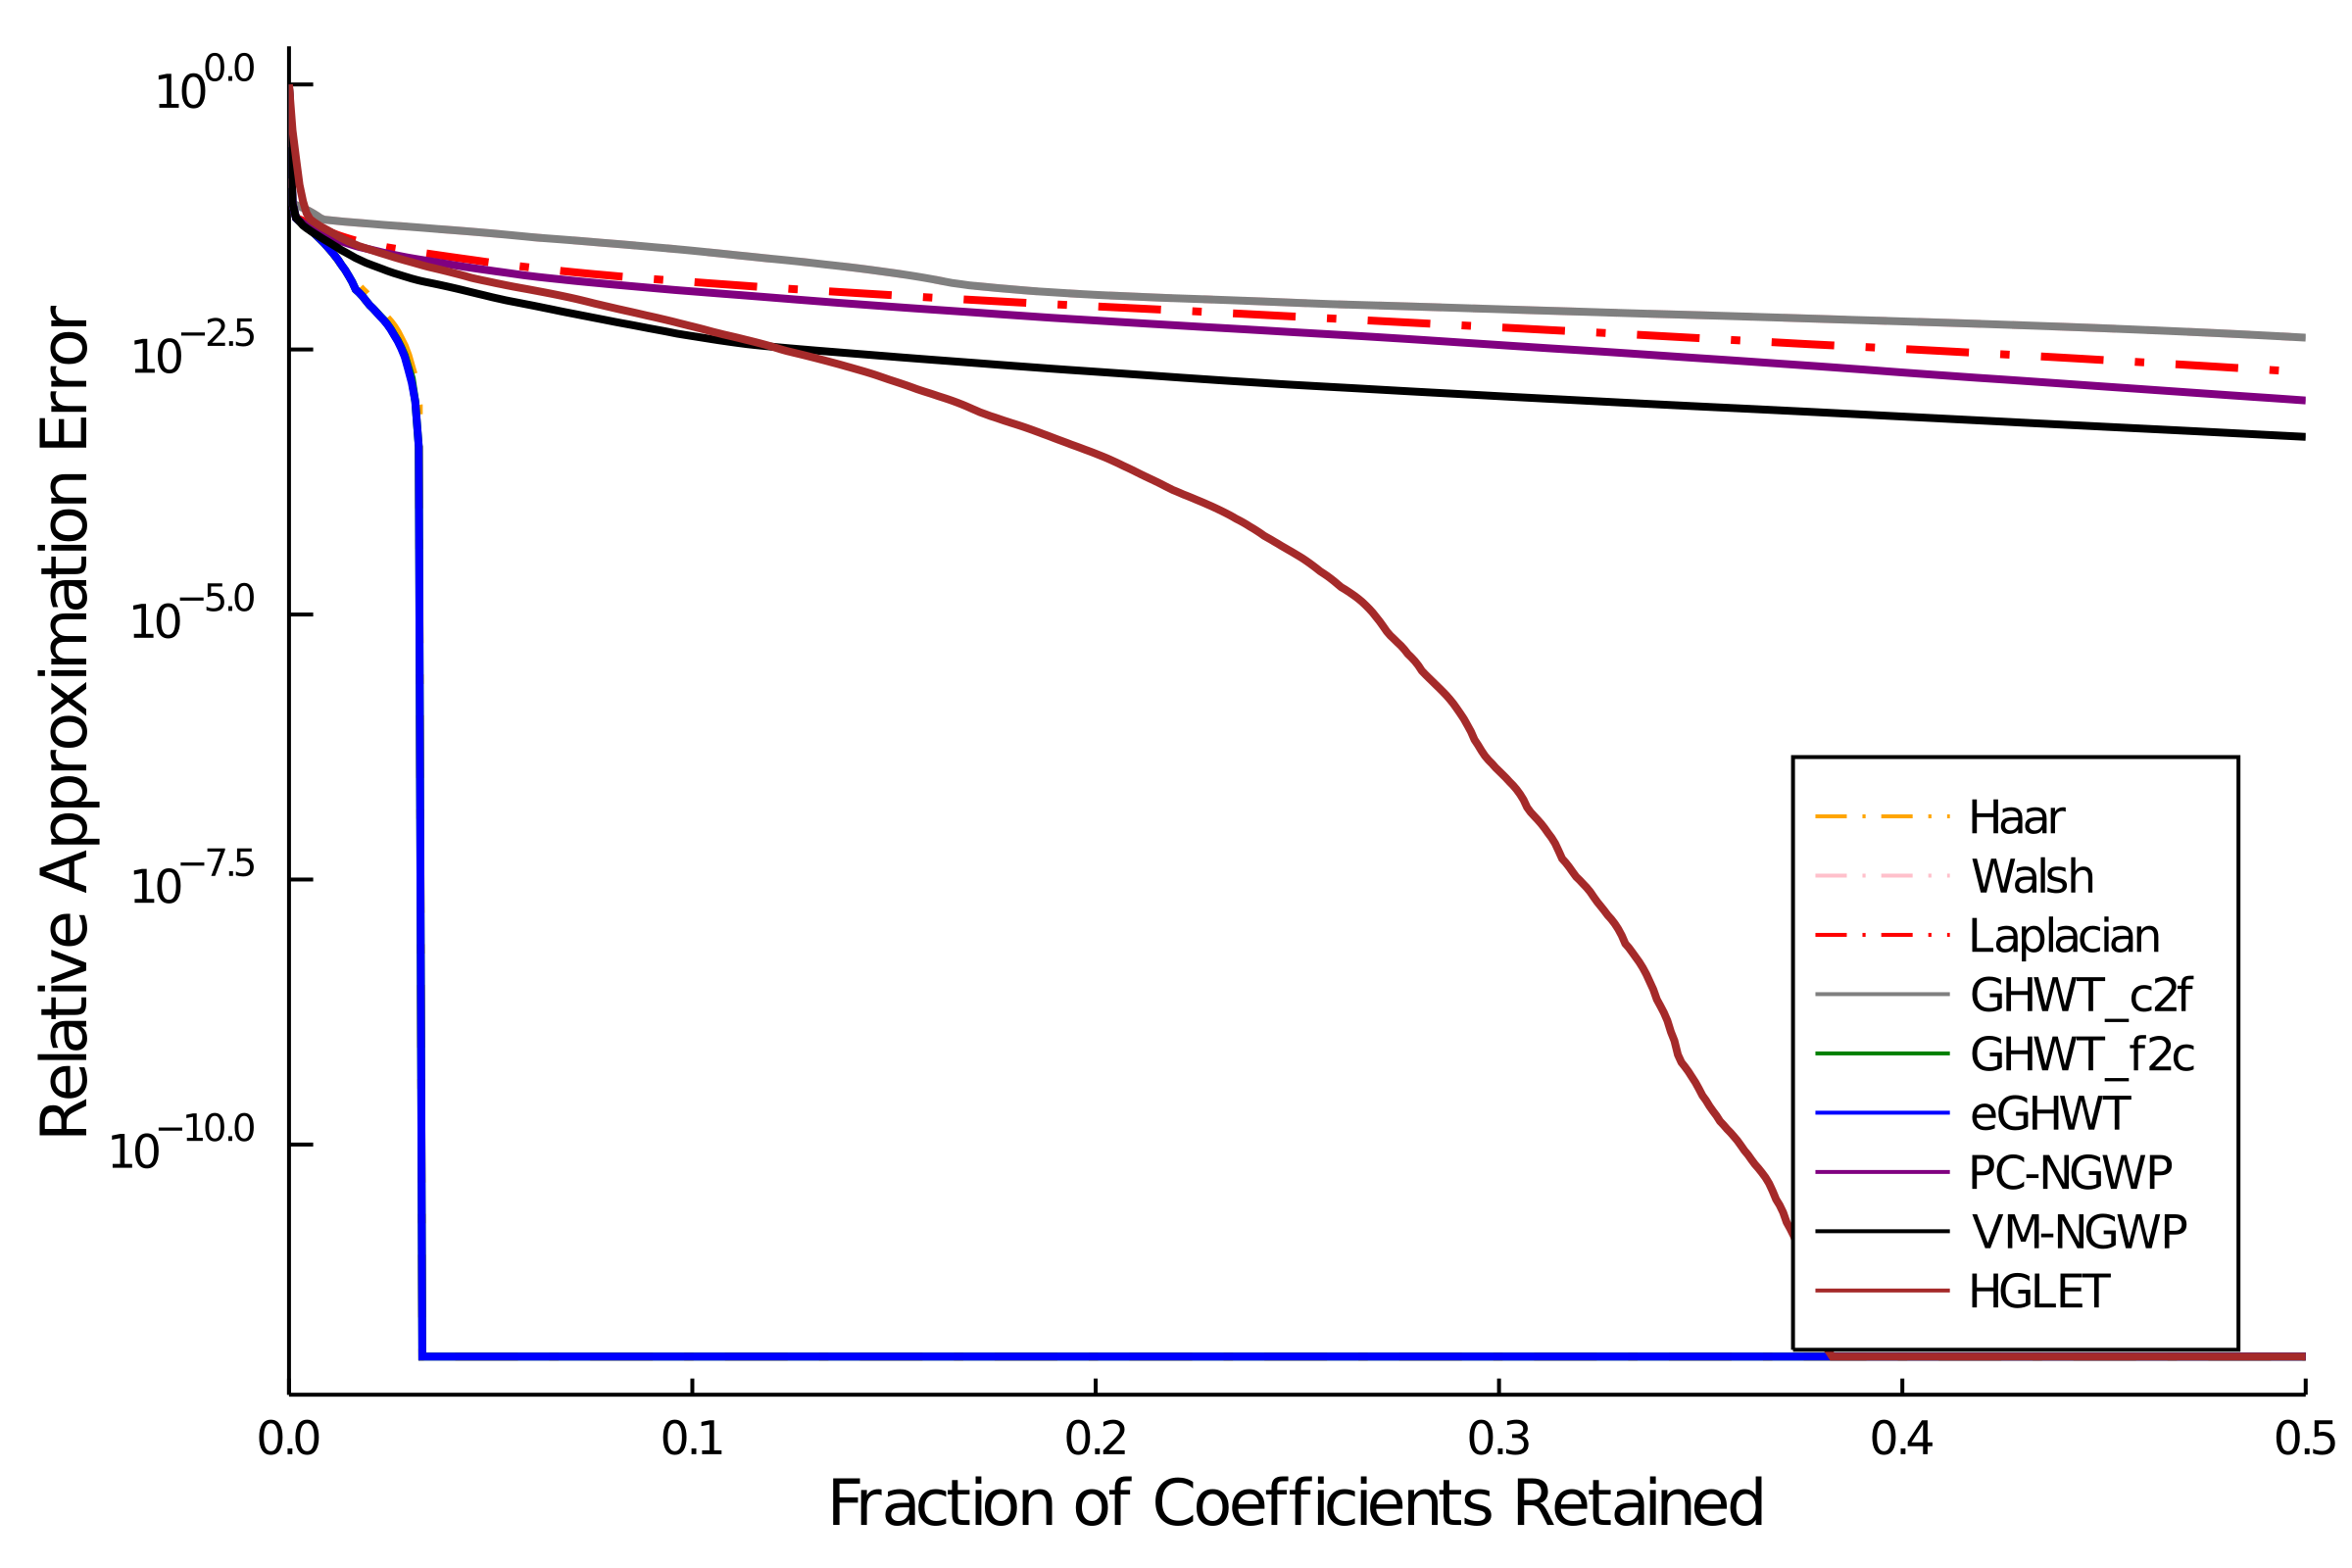 10^0.0
10^−2.5
10^−5.0
10^−7.5
10^−10.0
Relative Approximation Error
Haar
Walsh
Laplacian
GHWT_c2f
GHWT_f2c
eGHWT
PC-NGWP
VM-NGWP
HGLET
0.0 0.1 0.2 0.3 0.4 0.5
Fraction of Coefficients Retained